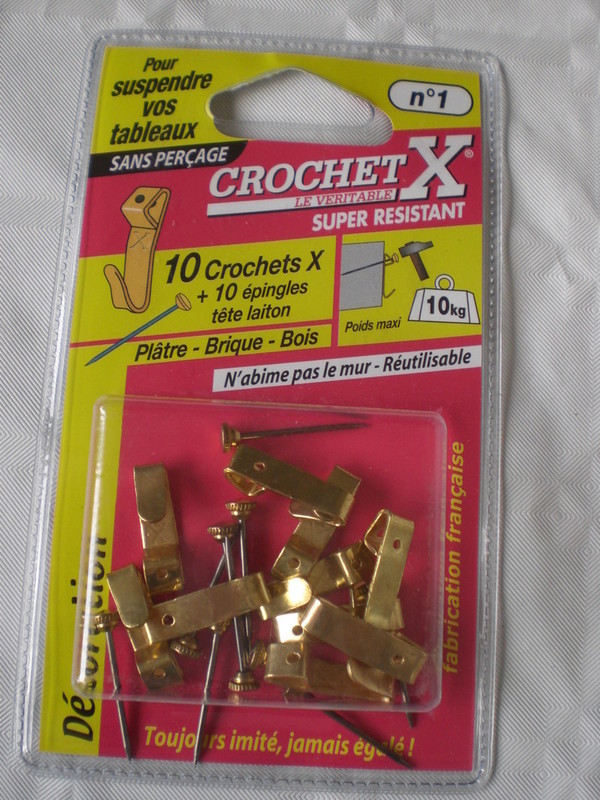 Pour
suspendre
vos
tableaux
SANS PERÇAGE
n°1
CROCHET X®
LE VERITABLE
SUPER RESISTANT
10 Crochets X
+ 10 épingles
tête laiton
Poids maxi
10kg
Plâtre - Brique - Bois
N'abime pas le mur - Réutilisable
Décoration
fabrication française
Toujours imité, jamais égalé !